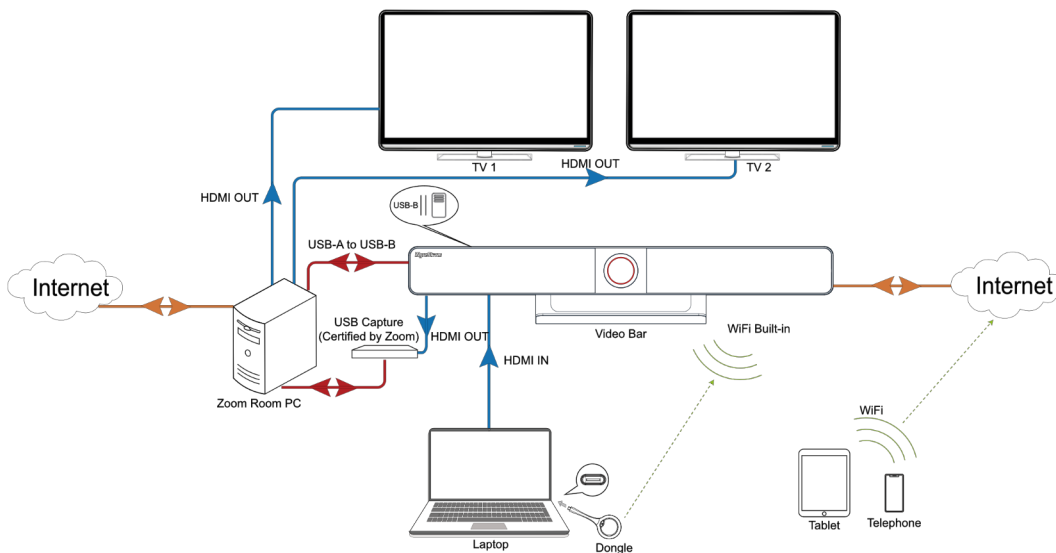 TV 1
TV 2
HDMI OUT
HDMI OUT
USB-B
USB-A to USB-B
Internet
Internet
USB Capture
(Certified by Zoom)
HDMI OUT
HDMI IN
Video Bar
WiFi Built-in
Zoom Room PC
WiFi
Laptop
Dongle
Tablet
Telephone